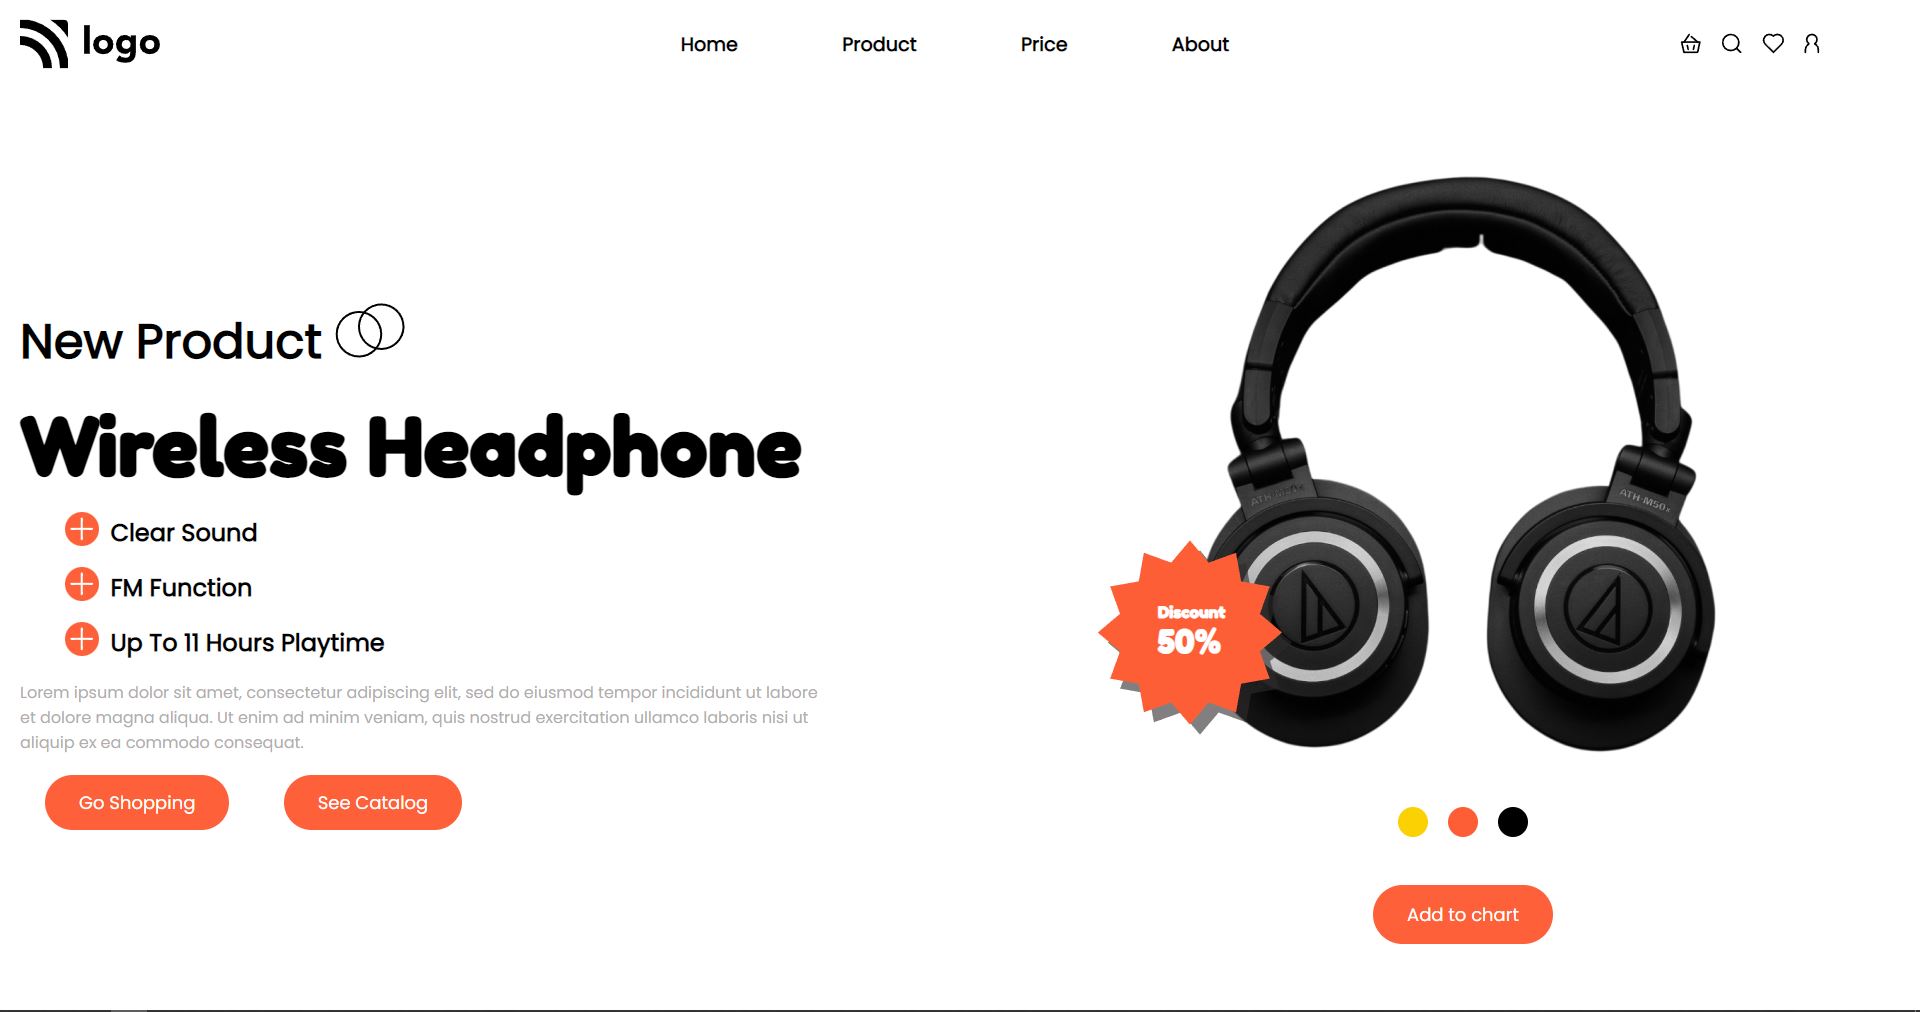 logo
Home
Product
Price
About
New Product
Wireless Headphone
Clear Sound
FM Function
Up To 11 Hours Playtime
Lorem ipsum dolor sit amet, consectetur adipiscing elit, sed do eiusmod tempor incididunt ut labore
et dolore magna aliqua. Ut enim ad minim veniam, quis nostrud exercitation ullamco laboris nisi ut
aliquip ex ea commodo consequat.
Go Shopping
See Catalog
ATH-M50x
ATH-M50x
Discount
50%
Add to chart